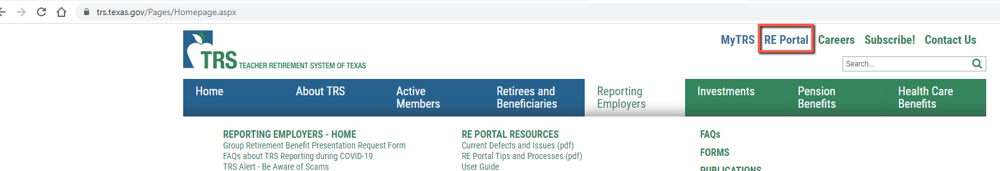 trs.texas.gov/Pages/Homepage.aspx
MyTRS RE Portal Careers Subscribe! Contact Us
TRS TEACHER RETIREMENT SYSTEM OF TEXAS
Search...
Home
About TRS
Active
Members
Retirees and
Beneficiaries
Reporting
Employers
Investments
Pension
Benefits
Health Care
Benefits
REPORTING EMPLOYERS - HOME
Group Retirement Benefit Presentation Request Form
FAQs about TRS Reporting during COVID-19
TRS Alert - Be Aware of Scams
RE PORTAL RESOURCES
Current Defects and Issues (pdf)
RE Portal Tips and Processes (pdf)
User Guide
FAQs
FORMS
PUBLICATIONS